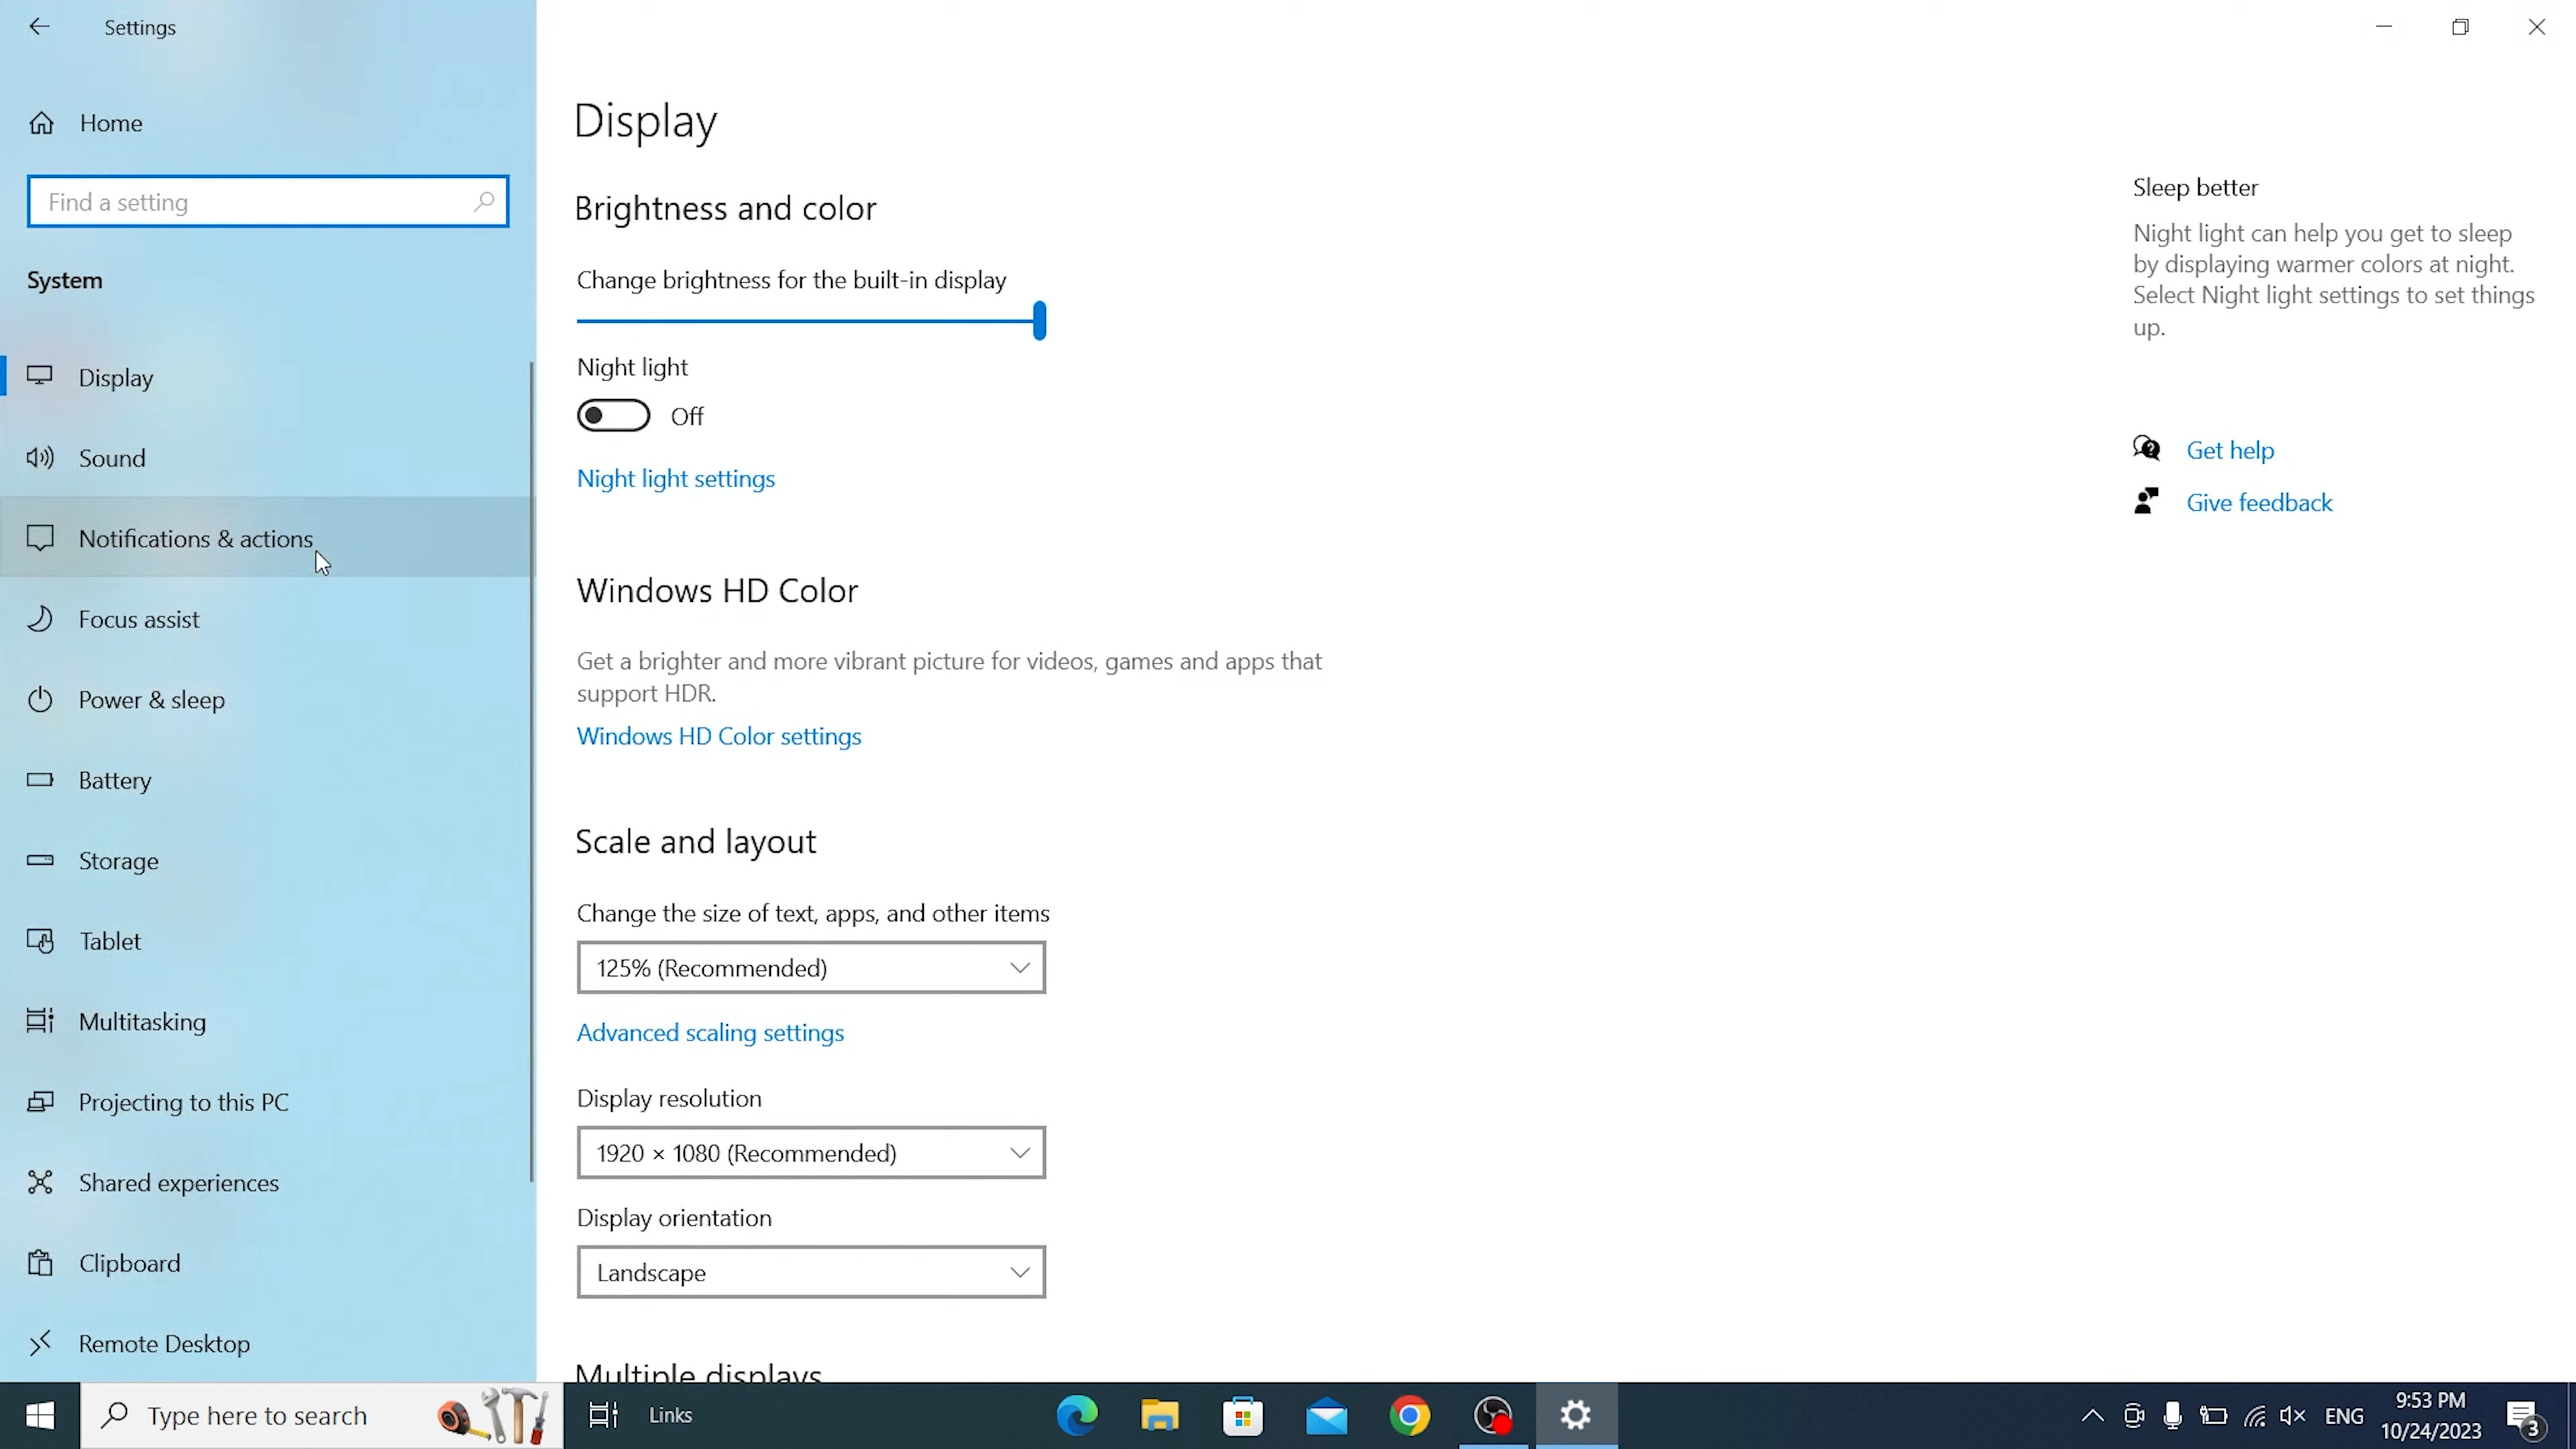 Settings
Home
Find a setting
System
Display
Sound
Notifications & actions
Focus assist
Power & sleep
Battery
Storage
Tablet
Multitasking
Projecting to this PC
Shared experiences
Clipboard
Remote Desktop
Display
Brightness and color
Change brightness for the built-in display
Night light
Off
Night light settings
Windows HD Color
Get a brighter and more vibrant picture for videos, games and apps that
support HDR.
Windows HD Color settings
Scale and layout
Change the size of text, apps, and other items
125% (Recommended)
Advanced scaling settings
Display resolution
1920 × 1080 (Recommended)
Display orientation
Landscape
Multiple displays
Sleep better
Night light can help you get to sleep
by displaying warmer colors at night.
Select Night light settings to set things
up.
Get help
Give feedback
Type here to search
Links
ENG
9:53 PM
10/24/2023
3